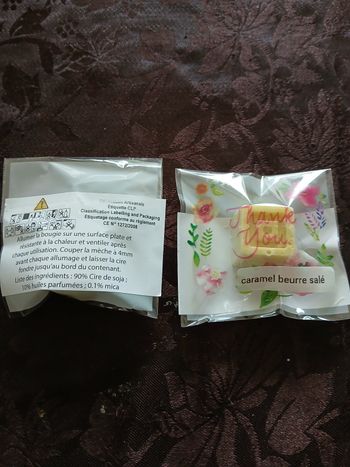 Artisanals
Etiquette CLP
Classification Labelling and Packaging
Etiquetage conforme au règlement
CE N° 1272/2008
Allumer la bougie sur une surface plate et
résistante à la chaleur et ventiler après
chaque utilisation. Couper la mèche à 4mm
avant chaque allumage et laisser la cire
fondre jusqu'au bord du contenant.
Liste des ingrédients : 90% Cire de soja ;
10% huiles parfumées ; 0.1% mica
Thank
You
caramel beurre salé